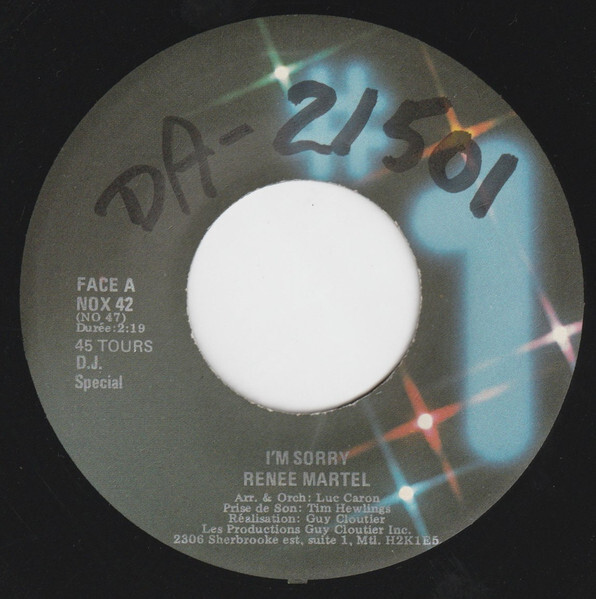 DA-21501
#1
FACE A
NOX 42
(NO 47)
Durée:2:19
45 TOURS
D.J.
Special
I'M SORRY
RENEE MARTEL
Arr. & Orch: Luc Caron
Prise de Son: Tim Hewlings
Réalisation: Guy Cloutier
Les Productions Guy Cloutier Inc.
2306 Sherbrooke est, suite 1, Mtl. H2K1E5